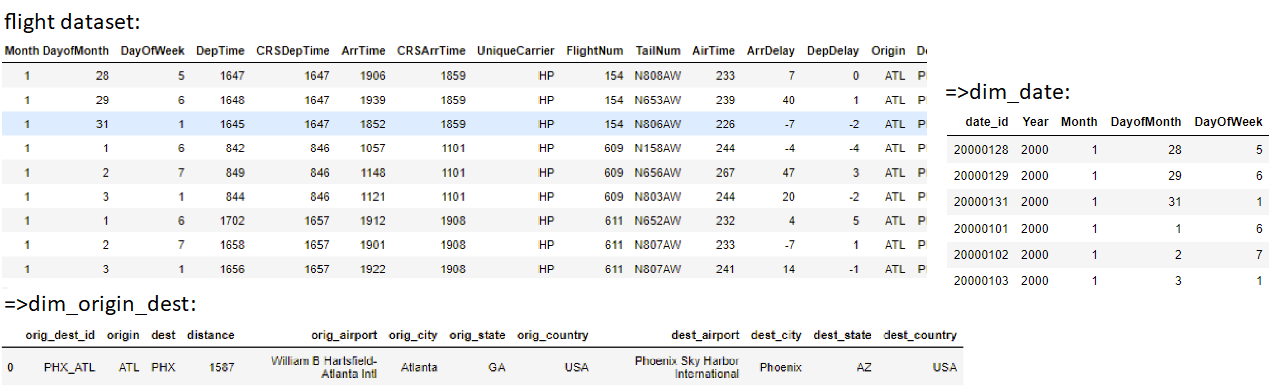 flight dataset:
Month DayofMonth DayOfWeek DepTime CRSDepTime ArrTime CRSArrTime UniqueCarrier FlightNum TailNum AirTime ArrDelay DepDelay Origin
1 28 5 1647 1647 1906 1859 HP 154 N808AW 233 7 0 ATL
1 29 6 1648 1647 1939 1859 HP 154 N653AW 239 40 1 ATL
1 31 1 1645 1647 1852 1859 HP 154 N806AW 226 -7 -2 ATL
1 1 6 842 846 1057 1101 HP 609 N158AW 244 -4 -4 ATL
1 2 7 849 846 1148 1101 HP 609 N656AW 267 47 3 ATL
1 3 1 844 846 1121 1101 HP 609 N803AW 244 20 -2 ATL
1 1 6 1702 1657 1912 1908 HP 611 N652AW 232 4 5 ATL
1 2 7 1658 1657 1901 1908 HP 611 N807AW 233 -7 1 ATL
1 3 1 1656 1657 1922 1908 HP 611 N807AW 241 14 -1 ATL
=>dim_date:
date_id Year Month DayofMonth DayOfWeek
20000128 2000 1 28 5
20000129 2000 1 29 6
20000131 2000 1 31 1
20000101 2000 1 1 6
20000102 2000 1 2 7
20000103 2000 1 3 1
=>dim_origin_dest:
orig_dest_id origin dest distance orig_airport orig_city orig_state orig_country dest_airport dest_city dest_state dest_country
0 PHX_ATL ATL PHX 1587 William B Hartsfield- Atlanta GA USA Phoenix Sky Harbor Phoenix AZ USA
Atlanta Intl International